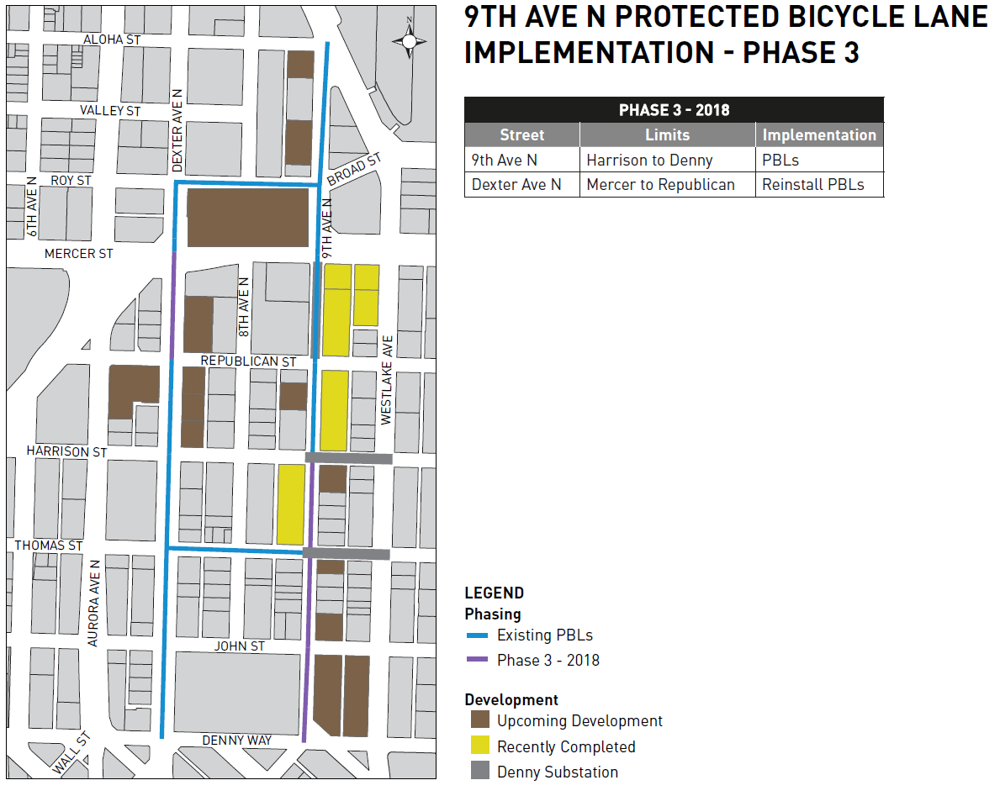 9TH AVE N PROTECTED BICYCLE LANE
IMPLEMENTATION - PHASE 3
PHASE 3 - 2018
Street Limits Implementation
9th Ave N Harrison to Denny PBLs
Dexter Ave N Mercer to Republican Reinstall PBLs
N
ALOHA ST
VALLEY ST
DEXTER AVE N
BROAD ST
ROY ST
6TH AVE N
9TH AVE N
MERCER ST
8TH AVE N
REPUBLICAN ST
WESTLAKE AVE
HARRISON ST
THOMAS ST
AURORA AVE N
JOHN ST
DENNY WAY
WALL ST
LEGEND
Phasing
Existing PBLs
Phase 3 - 2018
Development
Upcoming Development
Recently Completed
Denny Substation